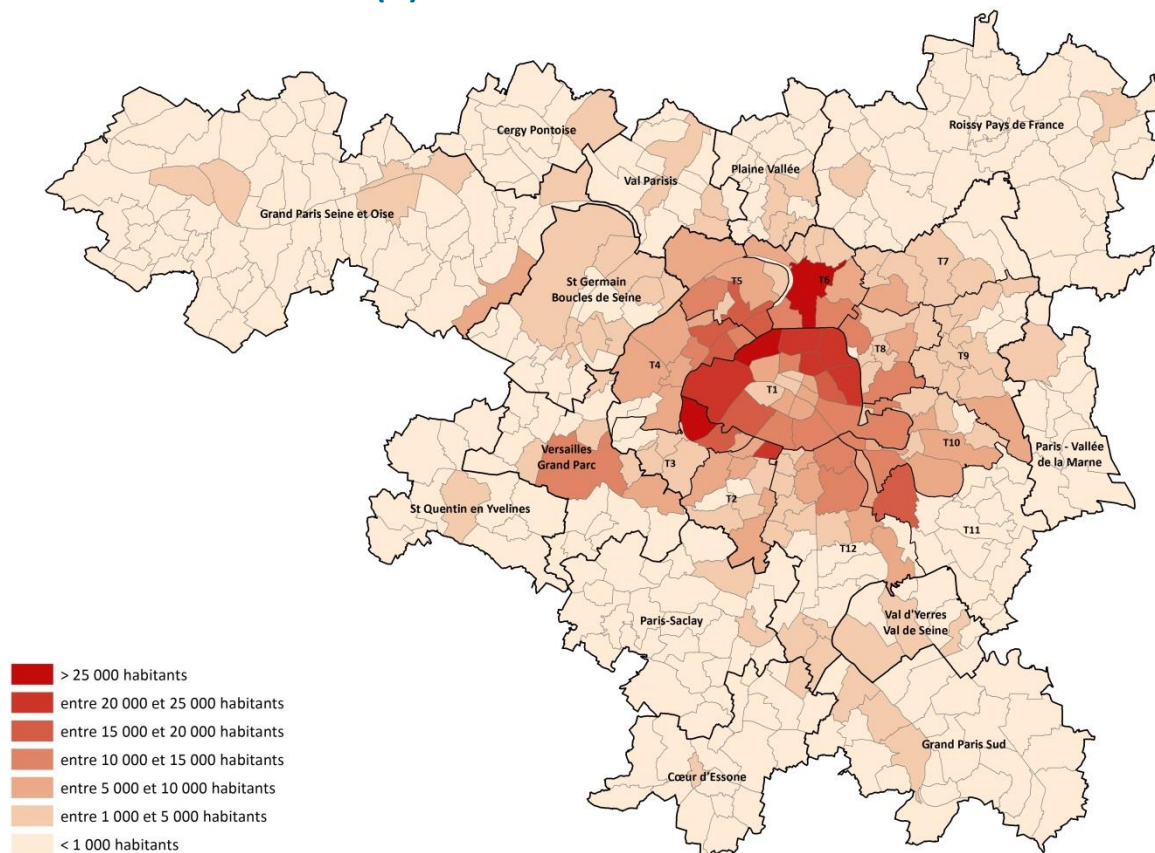 Cergy Pontoise
Roissy Pays de France
Plaine Vallée
Val Parisis
Grand Paris Seine et Oise
T7
St Germain
Boucles de Seine
T5
T6
T8
T9
T4
T1
Versailles
Grand Parc
T3
T10
Paris - Vallée
de la Marne
St Quentin en Yvelines
T2
T11
T12
Paris-Saclay
Val d'Yerres
Val de Seine
Grand Paris Sud
Cœur d'Essone
> 25 000 habitants
entre 20 000 et 25 000 habitants
entre 15 000 et 20 000 habitants
entre 10 000 et 15 000 habitants
entre 5 000 et 10 000 habitants
entre 1 000 et 5 000 habitants
< 1 000 habitants